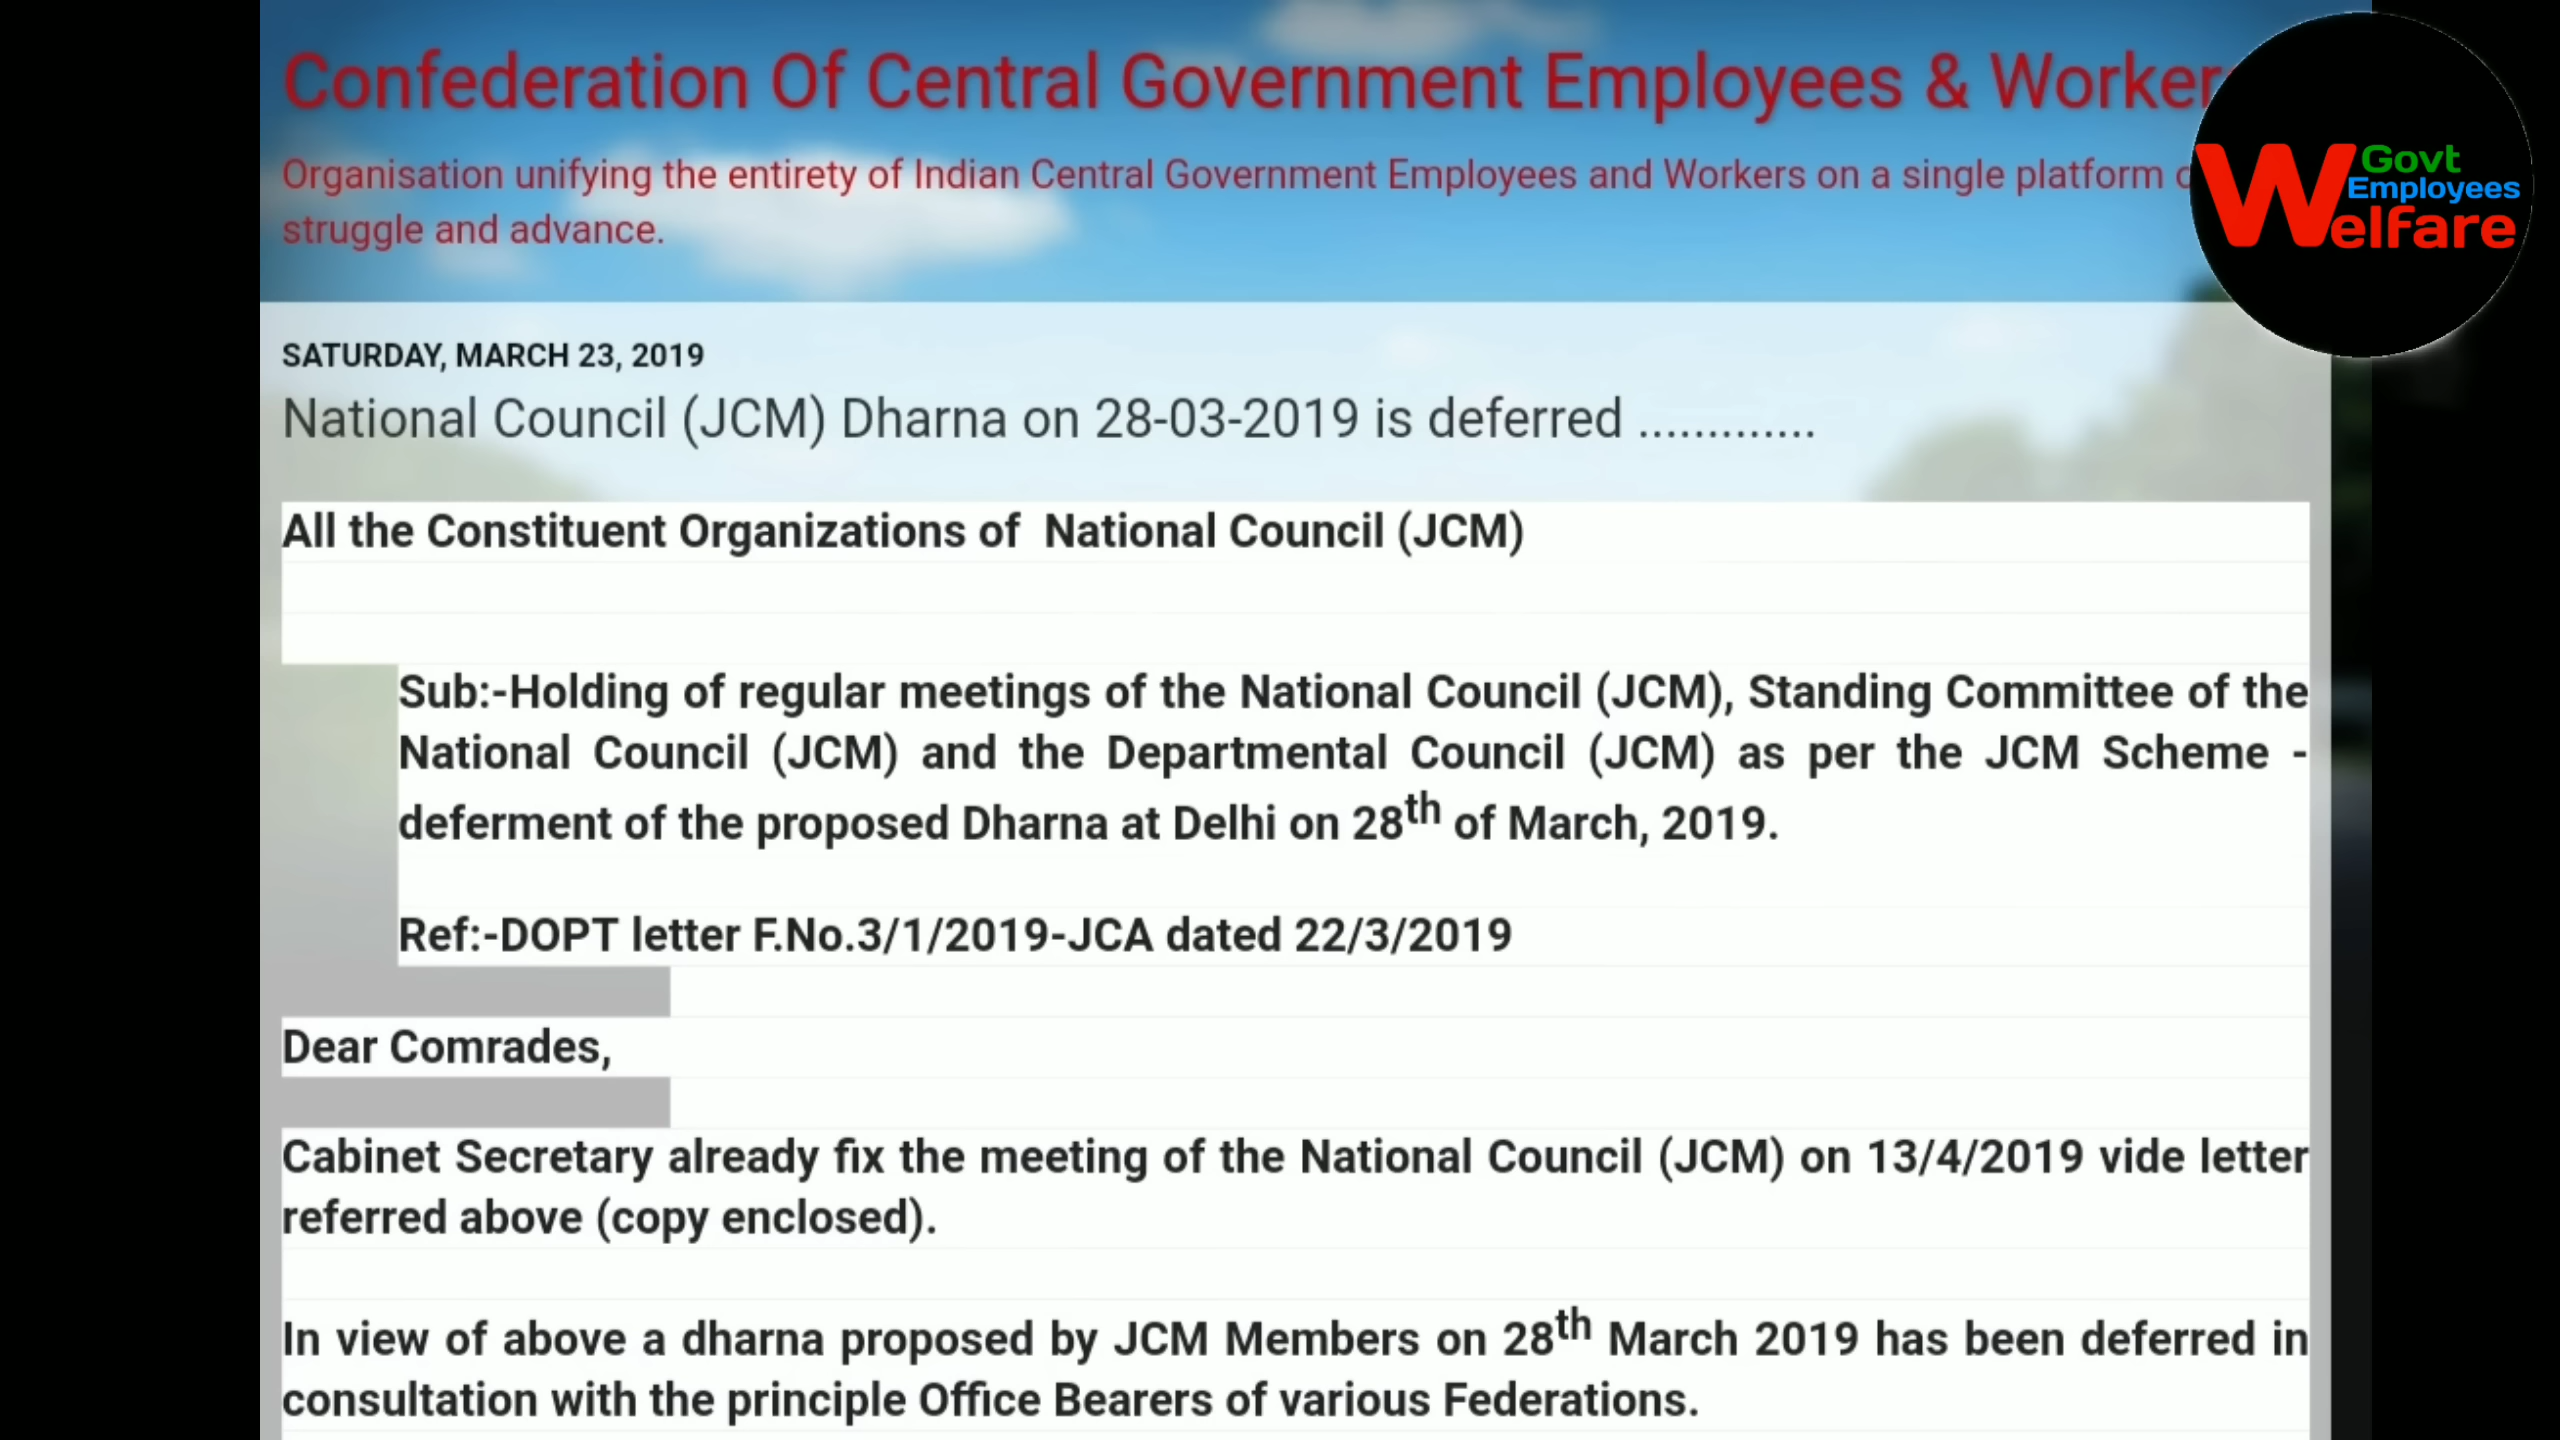 Confederation Of Central Government Employees & Worker
Organisation unifying the entirety of Indian Central Government Employees and Workers on a single platform
struggle and advance.
Govt
Employees
Welfare
SATURDAY, MARCH 23, 2019
National Council (JCM) Dharna on 28-03-2019 is deferred .............
All the Constituent Organizations of  National Council (JCM)
Sub:-Holding of regular meetings of the National Council (JCM), Standing Committee of the
National Council (JCM) and the Departmental Council (JCM) as per the JCM Scheme -
deferment of the proposed Dharna at Delhi on 28th of March, 2019.
Ref:-DOPT letter F.No.3/1/2019-JCA dated 22/3/2019
Dear Comrades,
Cabinet Secretary already fix the meeting of the National Council (JCM) on 13/4/2019 vide letter
referred above (copy enclosed).
In view of above a dharna proposed by JCM Members on 28th March 2019 has been deferred in
consultation with the principle Office Bearers of various Federations.